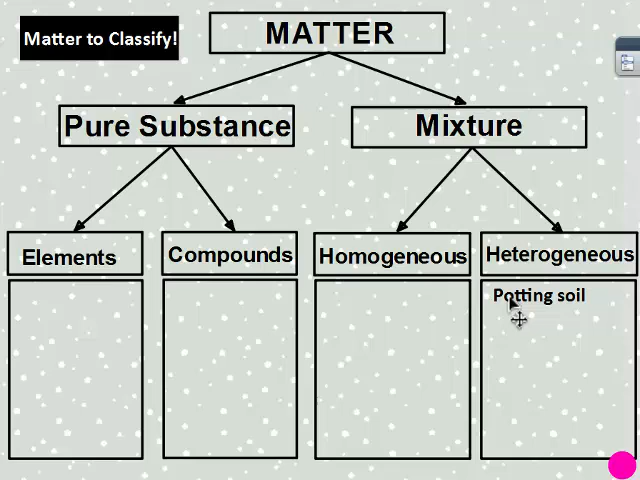 Matter to Classify!
MATTER
Pure Substance
Mixture
Elements
Compounds
Homogeneous
Heterogeneous
Potting soil